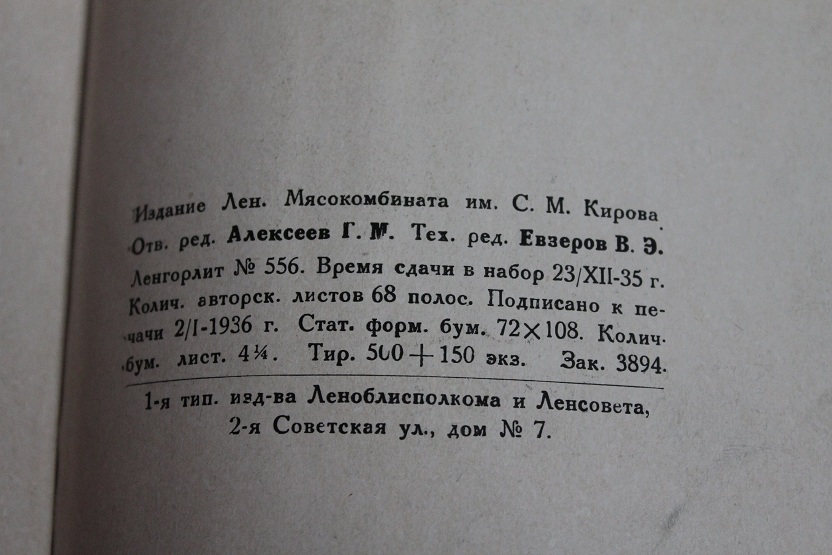 Издание Лен. Мясокомбината им. С. М. Кирова
Отв. ред. Алексеев Г. М. Тех. ред. Евзеров В. Э.
Ленгорлит № 556. Время сдачи в набор 23/XII-35 г.
Колич. авторск. листов 68 полос. Подписано к пе-
чачи 2/I-1936 г. Стат. форм. бум. 72×108. Колич.
бум. лист. 4¼. Тир. 500+150 экз. Зак. 3894.
1-я тип. изд-ва Леноблисполкома и Ленсовета,
2-я Советская ул., дом № 7.